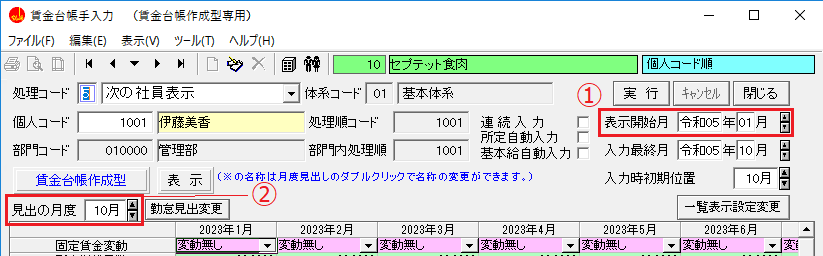 賃金台帳手入力　（賃金台帳作成型専用）
ファイル(F)　編集(E)　表示(V)　ツール(T)　ヘルプ(H)
10 セプテット食肉 個人コード順
①
処理コード 3 次の社員表示 体系コード 01 基本体系 実 行 キャンセル 閉じる
個人コード 1001 伊藤美香 処理順コード 1001 連 続 入 力 表示開始月 令和05 年 01 月
所定自動入力
部門コード 010000 管理部 部門内処理順 1001 基本給自動入力 入力最終月 令和05 年 10 月
賃金台帳作成型 表 示 (※の名称は月度見出しのダブルクリックで名称の変更ができます。) 入力時初期位置 10月
②
見出の月度 10月 勤怠見出変更 一覧表示設定変更
2023年1月 2023年2月 2023年3月 2023年4月 2023年5月 2023年6月
固定賃金変動 変動無し 変動無し 変動無し 変動無し 変動無し 変動無し